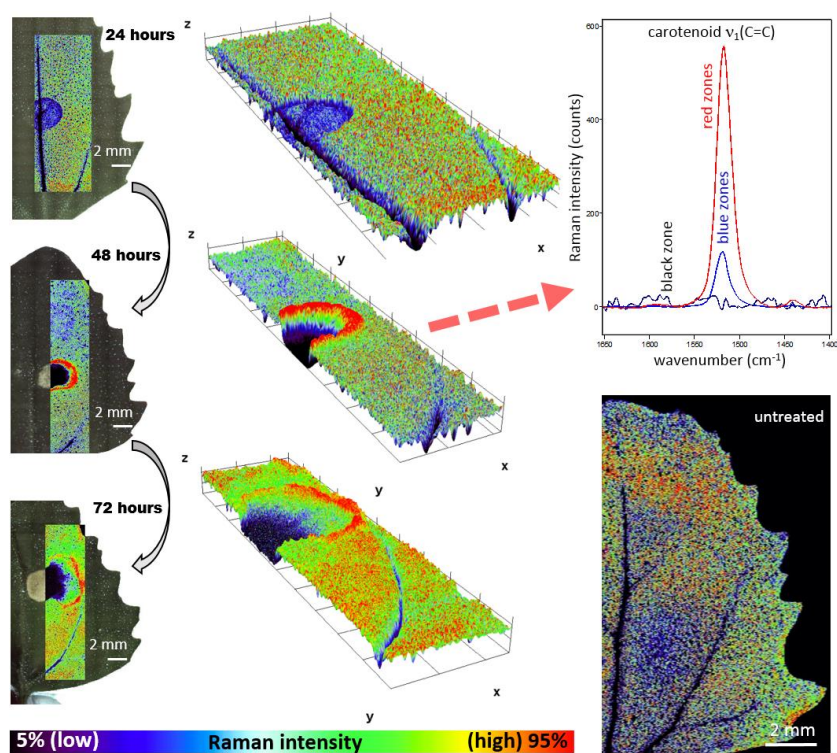 24 hours
2 mm
48 hours
2 mm
72 hours
2 mm
z
y
x
z
y
x
z
y
x
carotenoid ν₁(C=C)
Raman intensity (counts)
600
400
200
0
red zones
blue zones
black zone
1650
1600
1550
1500
1450
1400
wavenumber (cm⁻¹)
untreated
2 mm
5% (low) Raman intensity (high) 95%